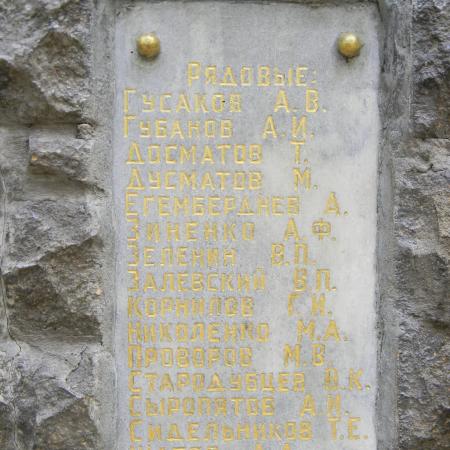 Рядовые:
Гусаков А.В.
Губанов А.И.
Досматов Т.
Дусматов М.
Егембердиев А.
Зиненко А.Ф.
Зеленин В.П.
Залевский В.П.
Корнилов Г.И.
Николенко М.А.
Проворов М.В.
Стародубцев В.К.
Сыропятов А.И.
Сидельников Т.Е.